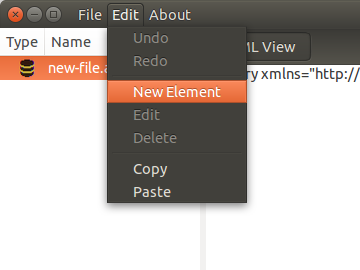 File Edit About
Type Name
ML View
new-file.a
ry xmlns="http://
Undo
Redo
New Element
Edit
Delete
Copy
Paste